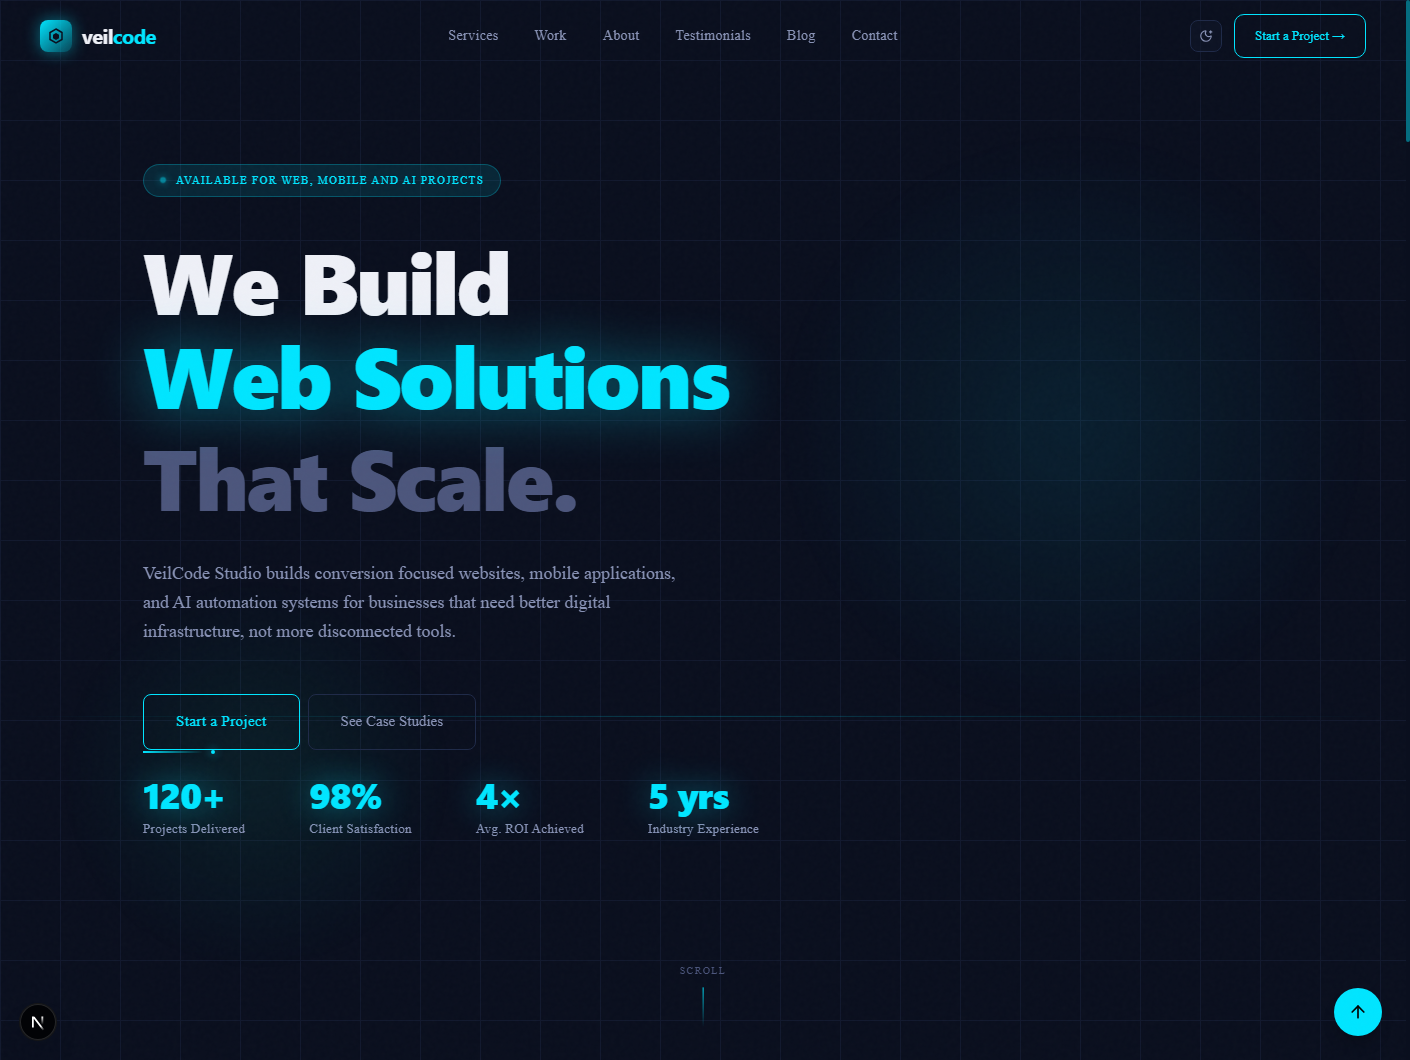 veilcode
Services
Work
About
Testimonials
Blog
Contact
Start a Project →
AVAILABLE FOR WEB, MOBILE AND AI PROJECTS
We Build
Web Solutions
That Scale.
VeilCode Studio builds conversion focused websites, mobile applications,
and AI automation systems for businesses that need better digital
infrastructure, not more disconnected tools.
Start a Project
See Case Studies
120+
Projects Delivered
98%
Client Satisfaction
4×
Avg. ROI Achieved
5 yrs
Industry Experience
SCROLL
N